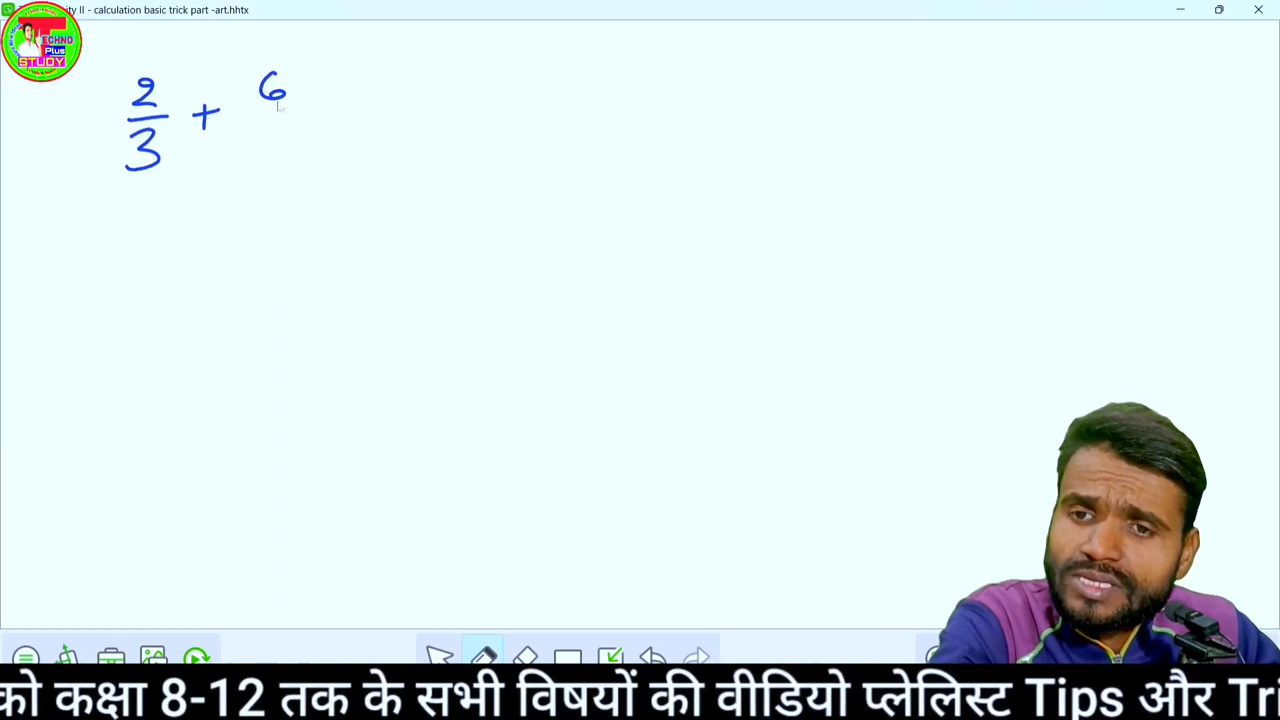 ity II - calculation basic trick part -art.hhtx
TECHNO
Plus
STUDY
2/3 + 6
को कक्षा 8-12 तक के सभी विषयों की वीडियो प्लेलिस्ट Tips और Tri